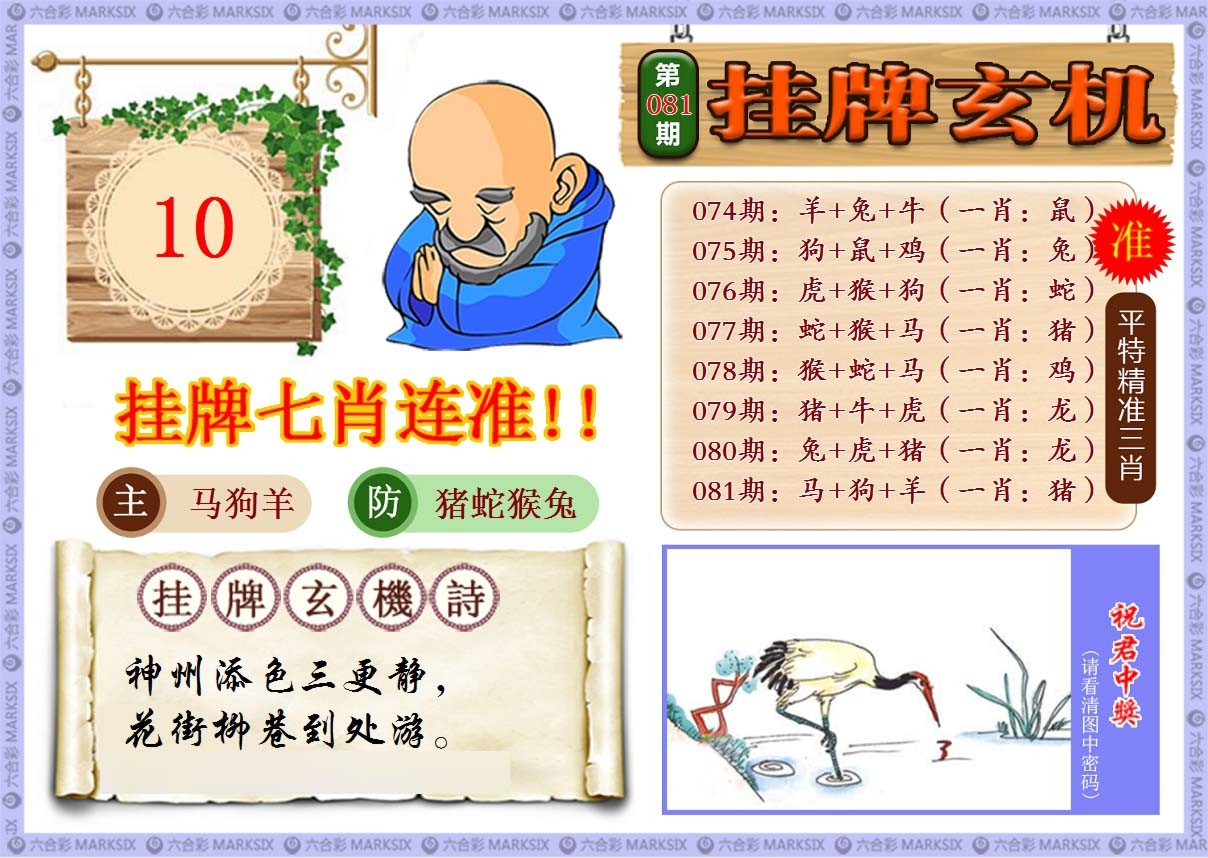 六合彩 MARKSIX
10
第
081
期
挂牌玄机
074期：羊+兔+牛（一肖：鼠）
075期：狗+鼠+鸡（一肖：兔）
076期：虎+猴+狗（一肖：蛇）
077期：蛇+猴+马（一肖：猪）
078期：猴+蛇+马（一肖：鸡）
079期：猪+牛+虎（一肖：龙）
080期：兔+虎+猪（一肖：龙）
081期：马+狗+羊（一肖：猪）
准
平特精准三肖
挂牌七肖连准!!
主 马狗羊
防 猪蛇猴兔
挂牌玄機詩
神州添色三更静，
花街柳巷到处游。
3
祝君中奖
（请看清图中密码）